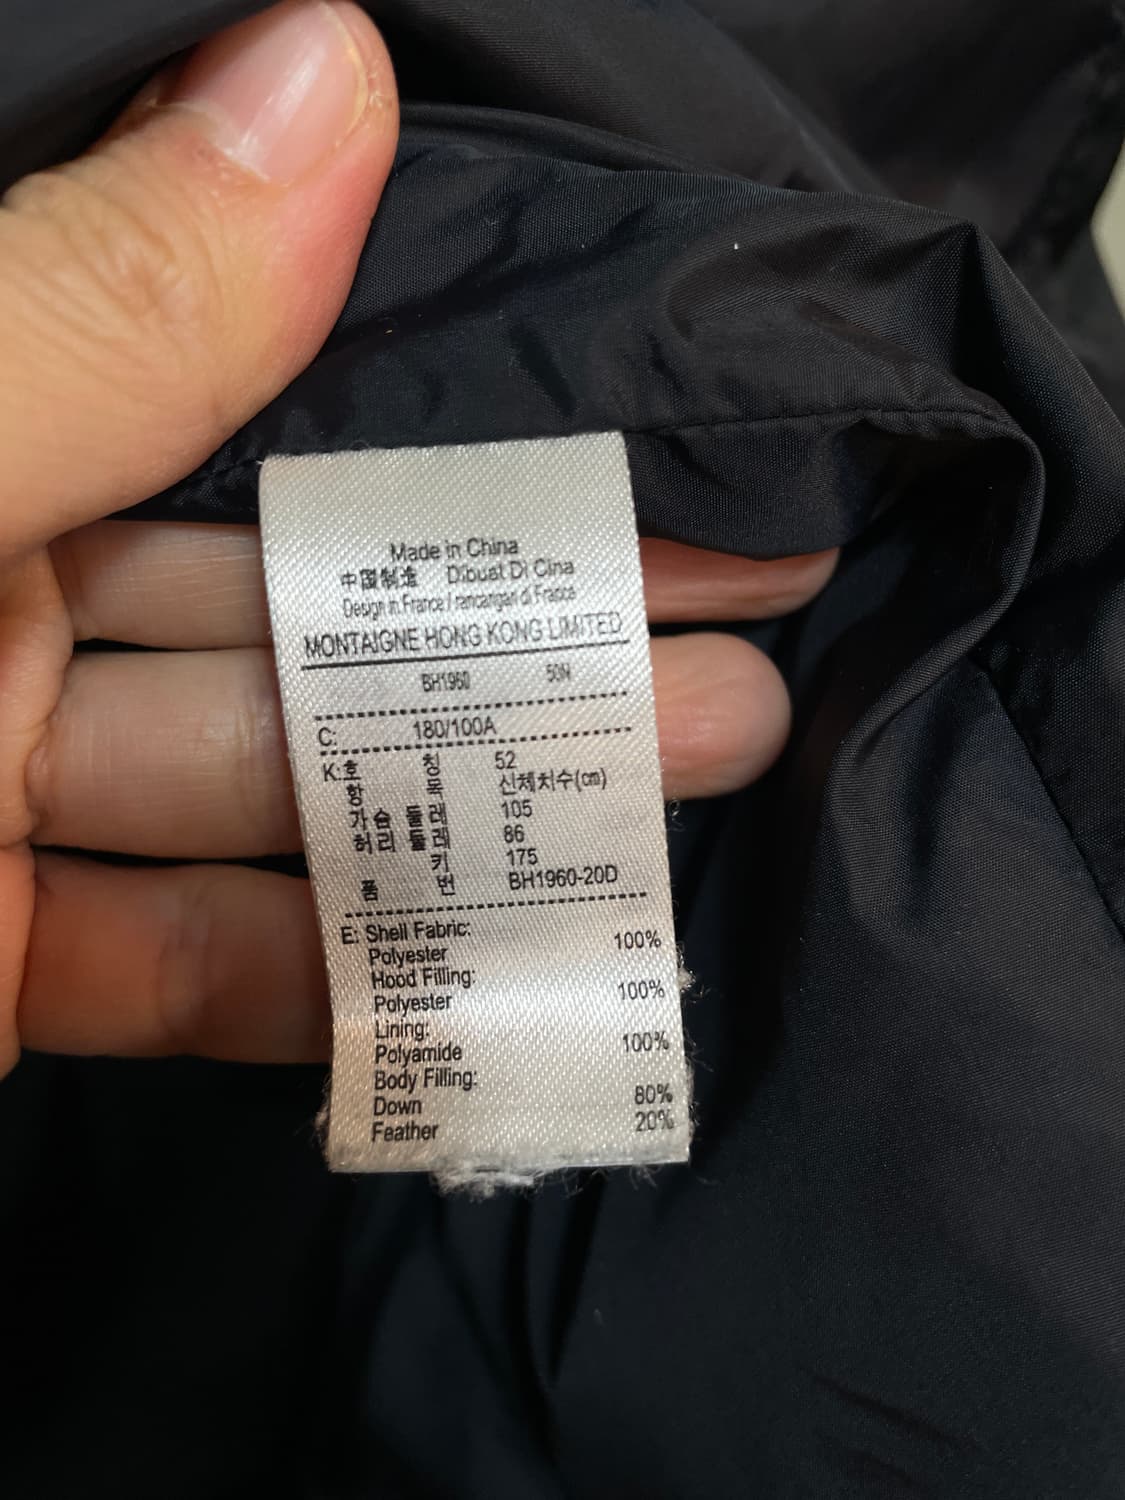 Made in China
中国制造 Dibuat Di Cina
Design in France / rancangan di France
MONTAIGNE HONG KONG LIMITED
BH1960 50N
C: 180/100A
K:호 칭 52
항 목 신체치수(cm)
가슴 둘레 105
허리 둘레 86
키 175
품 번 BH1960-20D
E: Shell Fabric:
Polyester 100%
Hood Filling:
Polyester 100%
Lining:
Polyamide 100%
Body Filling:
Down 80%
Feather 20%